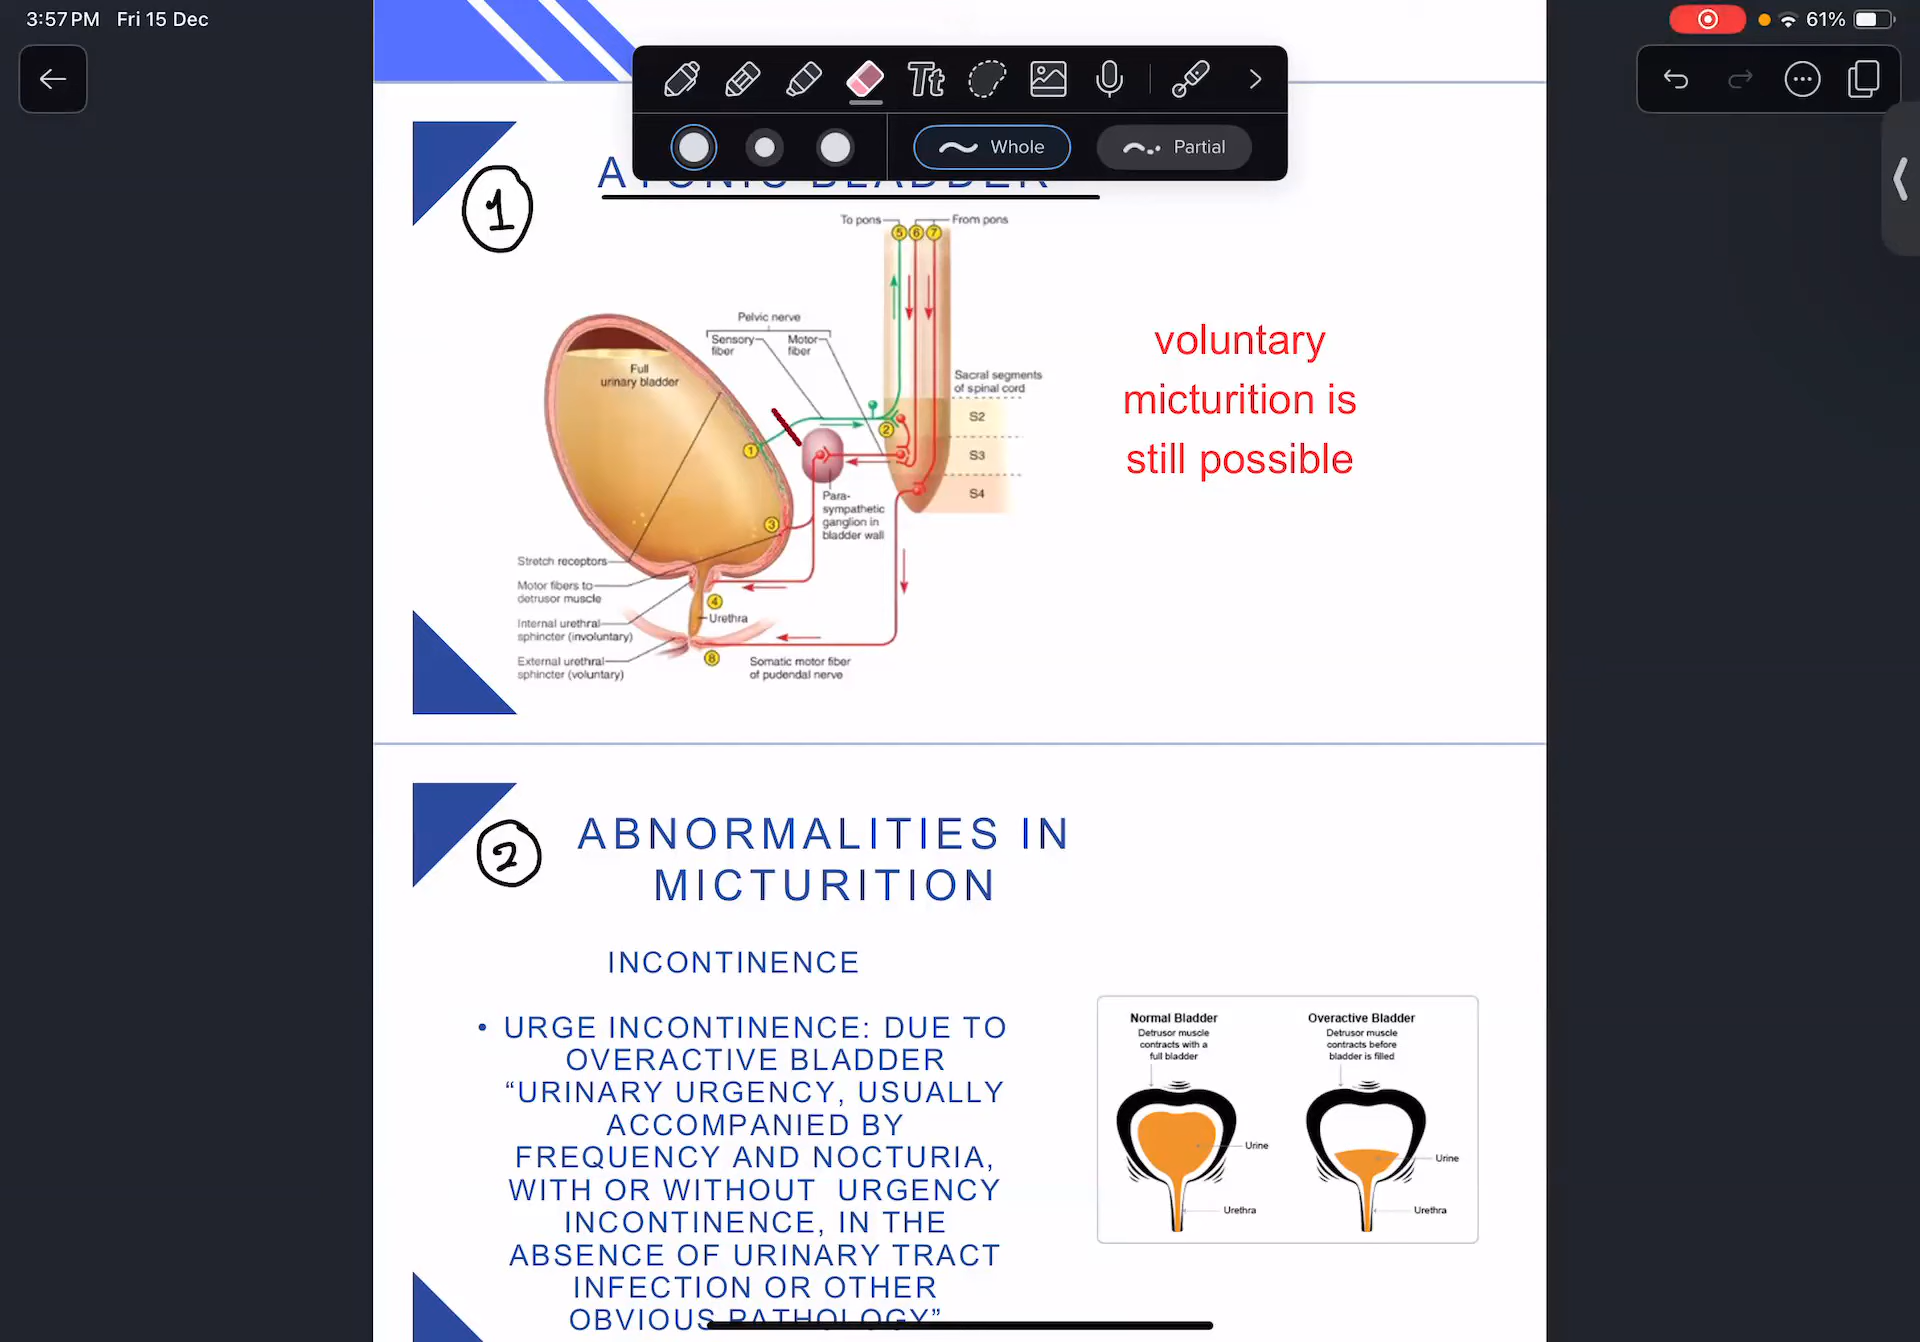 3:57 PM Fri 15 Dec
61%
Tt
Whole
Partial
1
ATONIC BLADDER
To pons
From pons
5 6 7
Pelvic nerve
Sensory
fiber
Motor
fiber
Full
urinary bladder
Sacral segments
of spinal cord
S2
2
1
S3
S4
Para-
sympathetic
ganglion in
bladder wall
3
Stretch receptors
Motor fibers to
detrusor muscle
4
Urethra
Internal urethral
sphincter (involuntary)
External urethral
sphincter (voluntary)
8
Somatic motor fiber
of pudendal nerve
voluntary
micturition is
still possible
2
ABNORMALITIES IN
MICTURITION
INCONTINENCE
• URGE INCONTINENCE: DUE TO
OVERACTIVE BLADDER
“URINARY URGENCY, USUALLY
ACCOMPANIED BY
FREQUENCY AND NOCTURIA,
WITH OR WITHOUT URGENCY
INCONTINENCE, IN THE
ABSENCE OF URINARY TRACT
INFECTION OR OTHER
OBVIOUS PATHOLOGY”
Normal Bladder
Detrusor muscle
contracts with a
full bladder
Urine
Urethra
Overactive Bladder
Detrusor muscle
contracts before
bladder is filled
Urine
Urethra